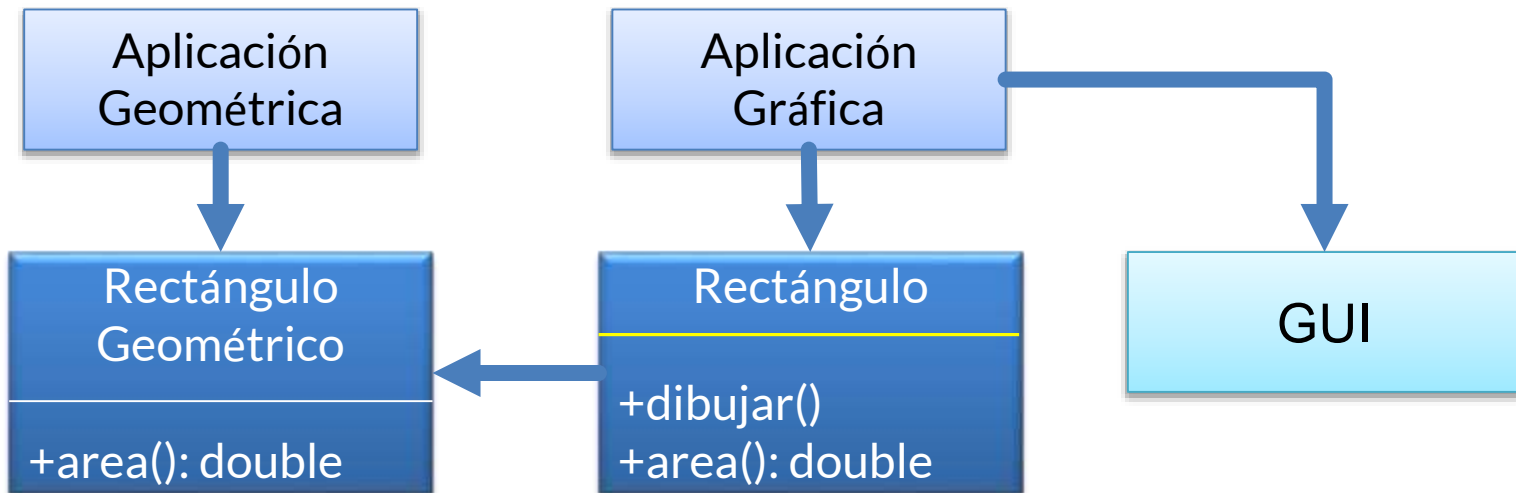 Aplicación
Geométrica
Aplicación
Gráfica
Rectángulo
Geométrico
+area(): double
Rectángulo
+dibujar()
+area(): double
GUI